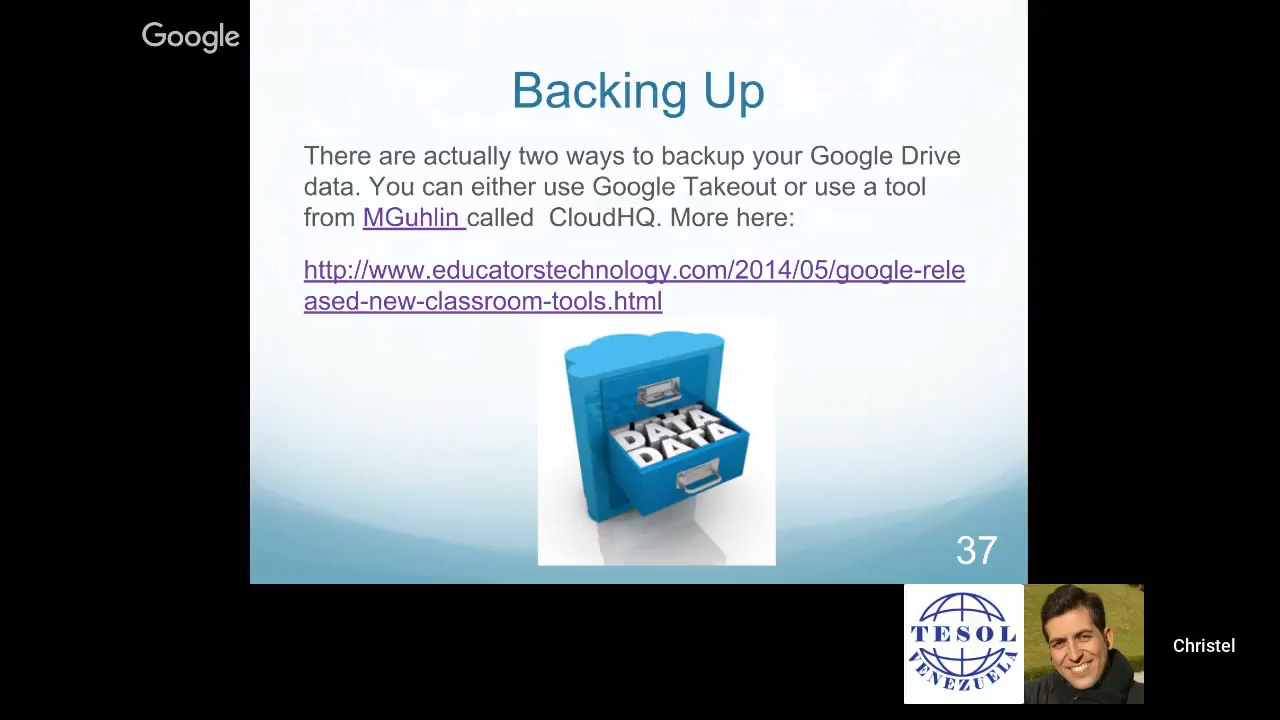 Google
Backing Up
There are actually two ways to backup your Google Drive
data. You can either use Google Takeout or use a tool
from MGuhlin called  CloudHQ. More here:
http://www.educatorstechnology.com/2014/05/google-rele
ased-new-classroom-tools.html
DATA
DATA
37
TESOL
VENEZUELA
Christel